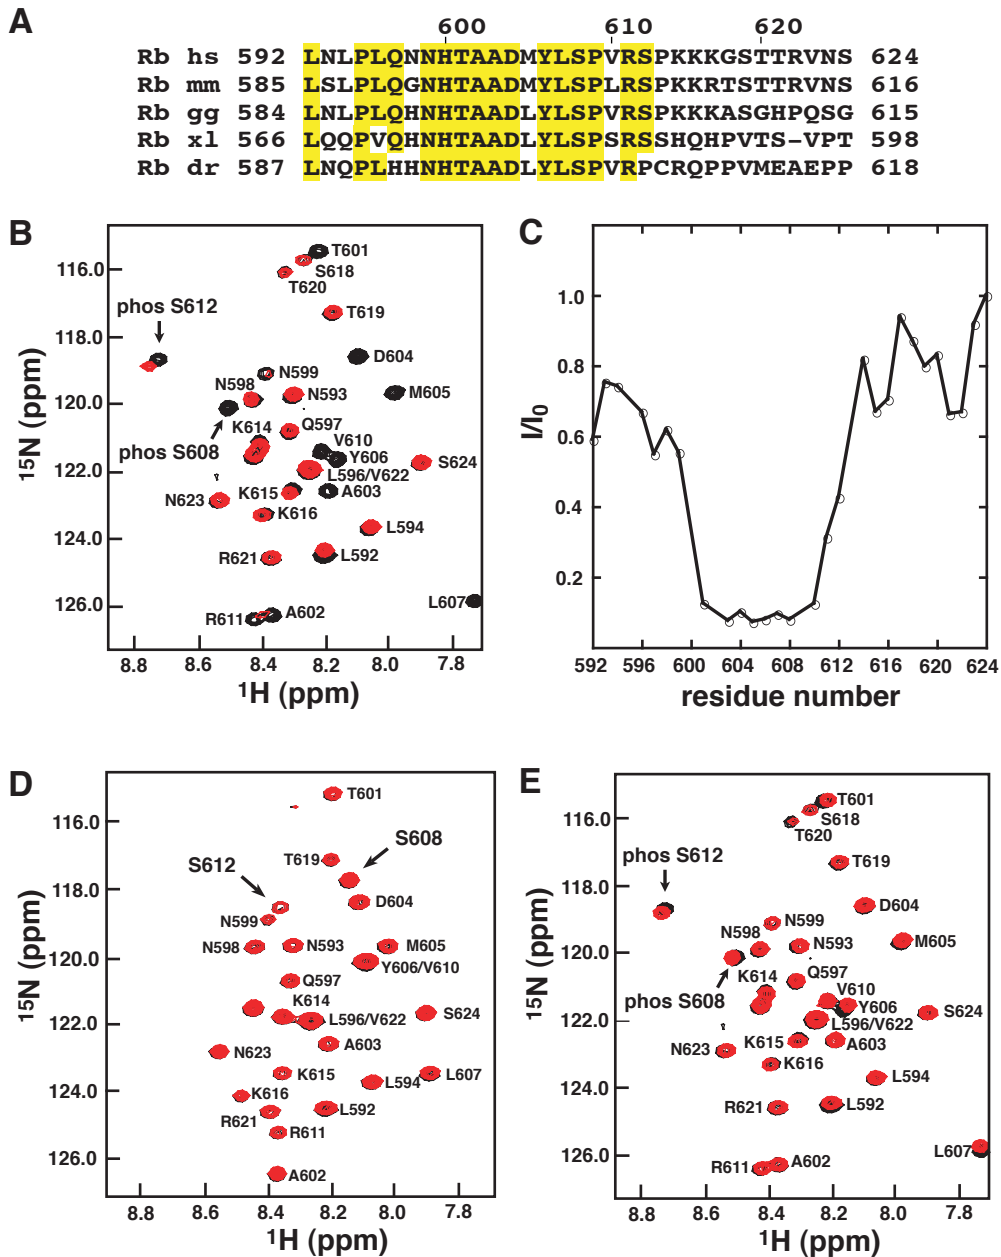 A
600 610 620
Rb hs 592 LNLPLQNNHTAADMYLSPVRSPKKKGSTTRVNS 624
Rb mm 585 LSLPLQGNHTAADMYLSPLRSPKKRTSTTRVNS 616
Rb gg 584 LNLPLQHNHTAADLYLSPVRSPKKKASGHPQSG 615
Rb xl 566 LQQPVQHNHTAADLYLSPSRSSHQHPVTS-VPT 598
Rb dr 587 LNQPLHHNHTAADLYLSPVRPCRQPPVMEAEPP 618
B
116.0
118.0
120.0
122.0
124.0
126.0
15N (ppm)
T601
S618
T620
phos S612
T619
D604
N599
N598
N593
M605
Q597
K614
V610
phos S608
Y606
S624
L596/V622
N623
K615
A603
K616
L594
R621
L592
L607
R611
A602
8.8 8.6 8.4 8.2 8.0 7.8
1H (ppm)
C
I/I0
1.0
0.8
0.6
0.4
0.2
592 596 600 604 608 612 616 620 624
residue number
D
116.0
118.0
120.0
122.0
124.0
126.0
15N (ppm)
T601
S608
S612
T619
D604
N599
N598
N593
M605
Y606/V610
Q597
K614
S624
L596/V622
N623
A603
K615
L594
L607
K616
R621
L592
R611
A602
8.8 8.6 8.4 8.2 8.0 7.8
1H (ppm)
E
116.0
118.0
120.0
122.0
124.0
126.0
15N (ppm)
T601
S618
T620
phos S612
T619
D604
N599
N598
N593
M605
K614
Q597
V610
phos S608
Y606
S624
L596/V622
K615
A603
N623
K616
L594
R621
L592
L607
R611
A602
8.8 8.6 8.4 8.2 8.0 7.8
1H (ppm)